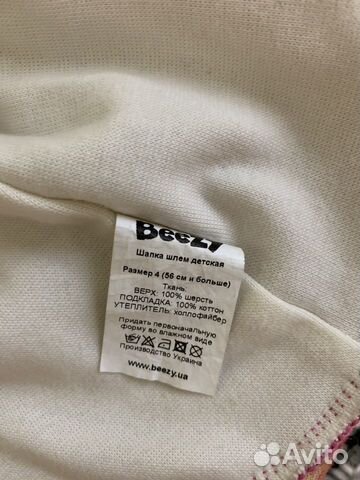 Beezy
Шапка шлем детская
Размер 4 (56 см и больше)
Ткань:
ВЕРХ: 100% шерсть
ПОДКЛАДКА: 100% коттон
УТЕПЛИТЕЛЬ: холлофайбер
Придать первоначальную
форму во влажном виде
Производство Украина
www.beezy.ua
Avito